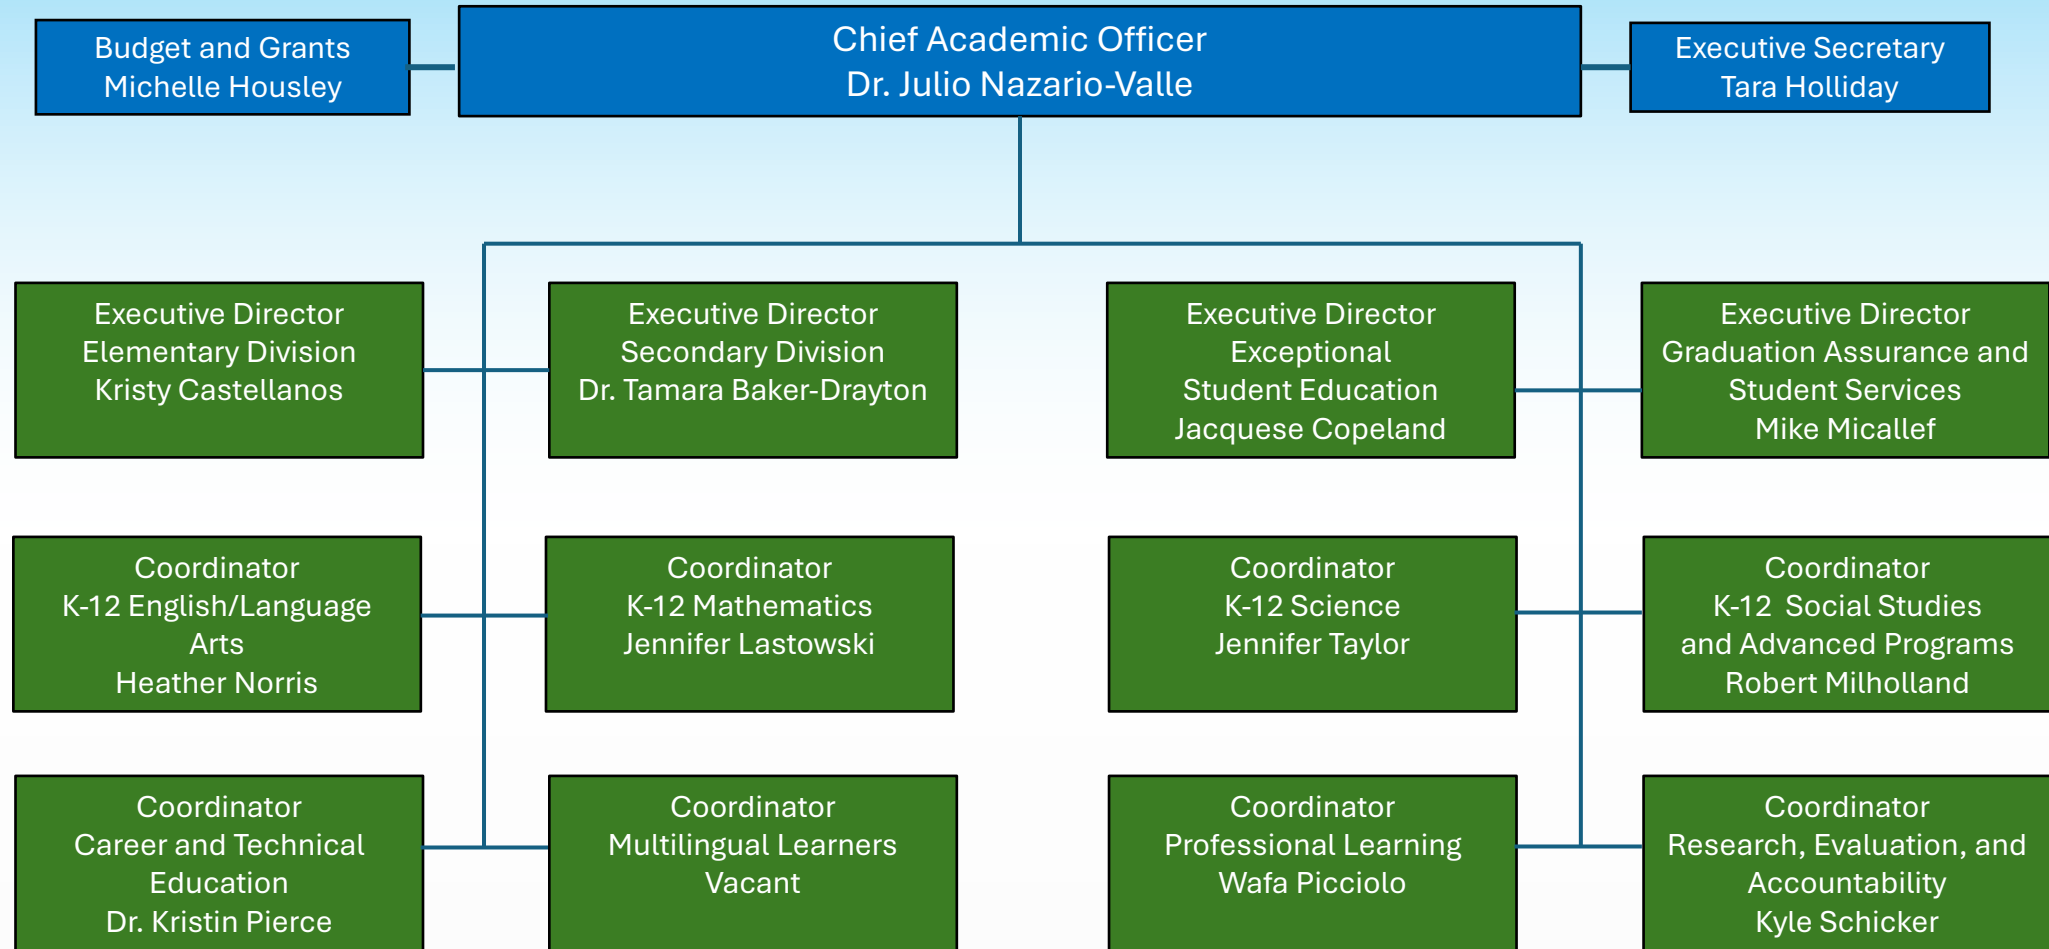 Budget and Grants
Michelle Housley
Chief Academic Officer
Dr. Julio Nazario-Valle
Executive Secretary
Tara Holliday
Executive Director
Elementary Division
Kristy Castellanos
Executive Director
Secondary Division
Dr. Tamara Baker-Drayton
Executive Director
Exceptional
Student Education
Jacquese Copeland
Executive Director
Graduation Assurance and
Student Services
Mike Micallef
Coordinator
K-12 English/Language
Arts
Heather Norris
Coordinator
K-12 Mathematics
Jennifer Lastowski
Coordinator
K-12 Science
Jennifer Taylor
Coordinator
K-12  Social Studies
and Advanced Programs
Robert Milholland
Coordinator
Career and Technical
Education
Dr. Kristin Pierce
Coordinator
Multilingual Learners
Vacant
Coordinator
Professional Learning
Wafa Picciolo
Coordinator
Research, Evaluation, and
Accountability
Kyle Schicker